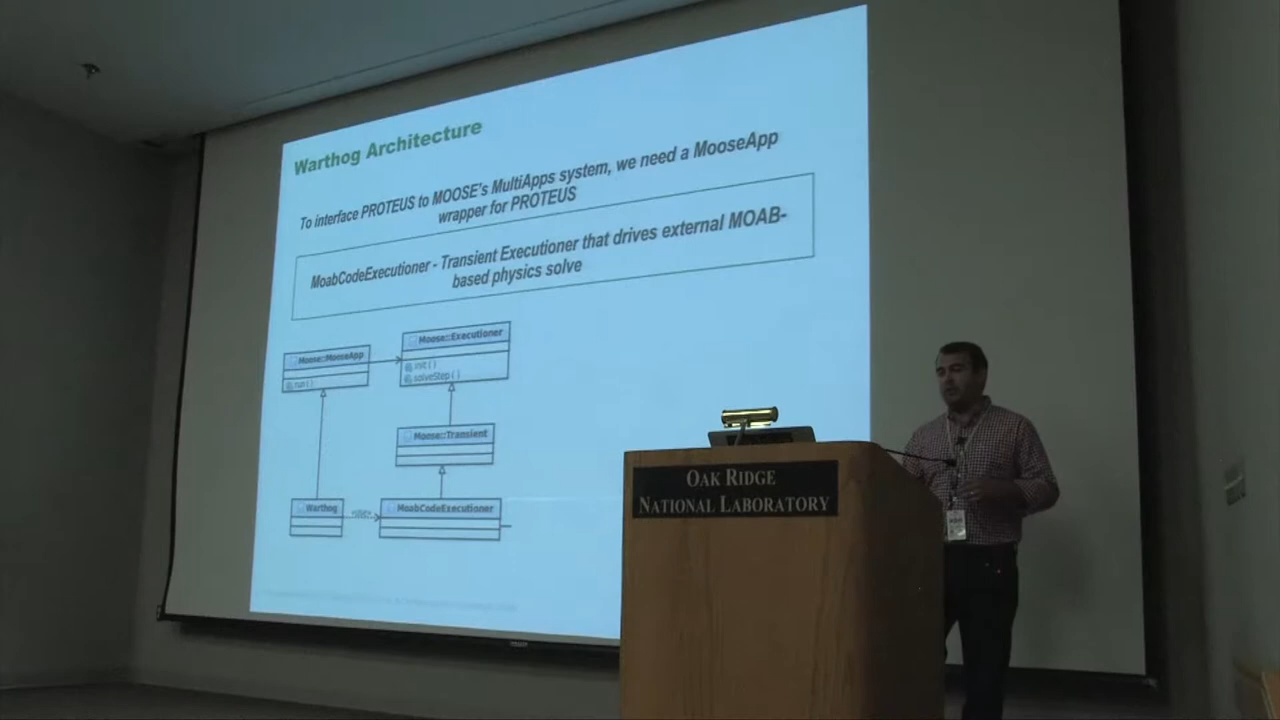 Warthog Architecture
To interface PROTEUS to MOOSE's MultiApps system, we need a MooseApp
wrapper for PROTEUS
MoabCodeExecutioner - Transient Executioner that drives external MOAB-
based physics solve
Moose::MooseApp
run()
Moose::Executioner
init()
solveStep()
Moose::Transient
Warthog
MoabCodeExecutioner
OAK RIDGE
NATIONAL LABORATORY